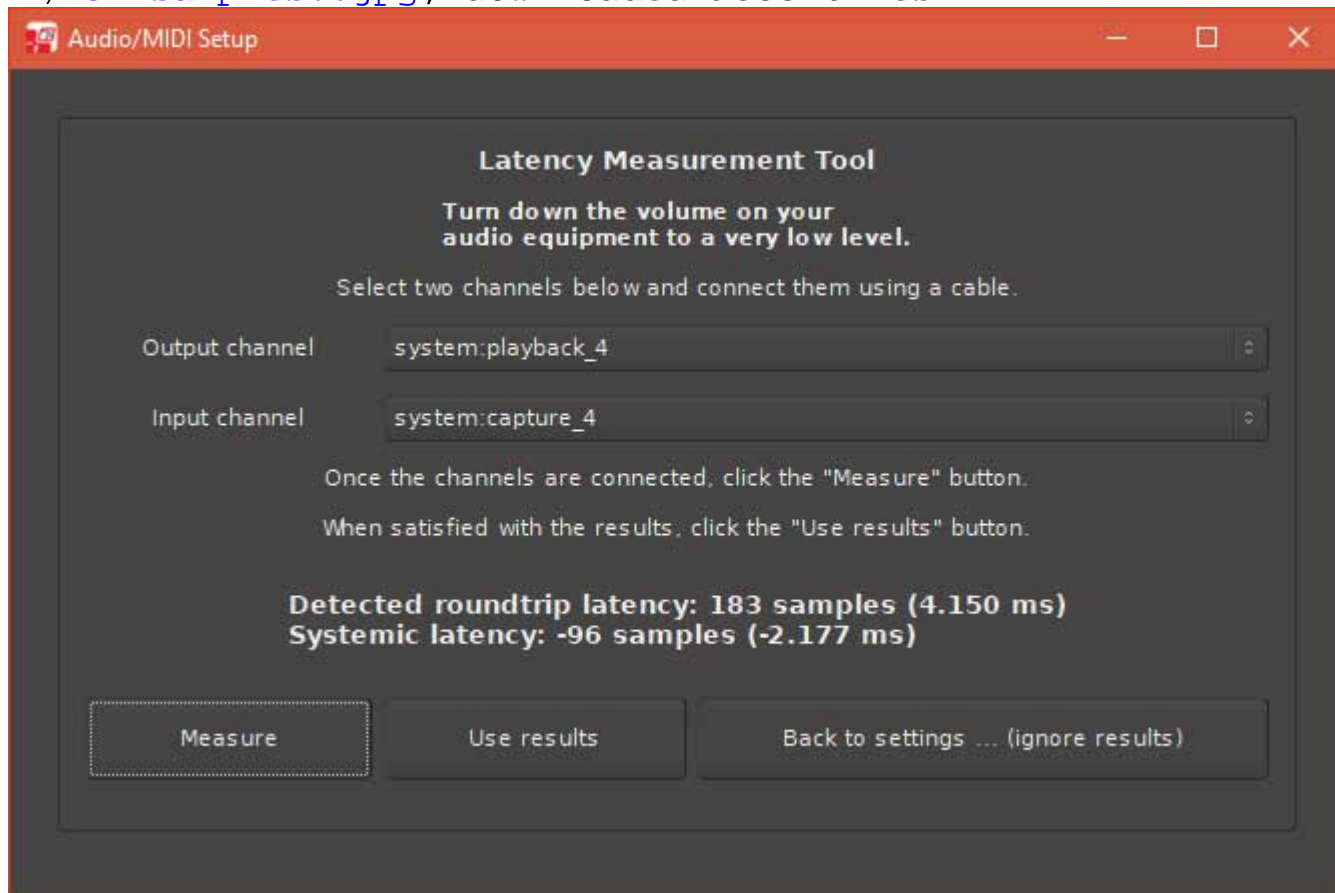 Audio/MIDI Setup
Latency Measurement Tool
Turn down the volume on your
audio equipment to a very low level.
Select two channels below and connect them using a cable.
Output channel system:playback_4
Input channel system:capture_4
Once the channels are connected, click the "Measure" button.
When satisfied with the results, click the "Use results" button.
Detected roundtrip latency: 183 samples (4.150 ms)
Systemic latency: -96 samples (-2.177 ms)
Measure Use results Back to settings ... (ignore results)